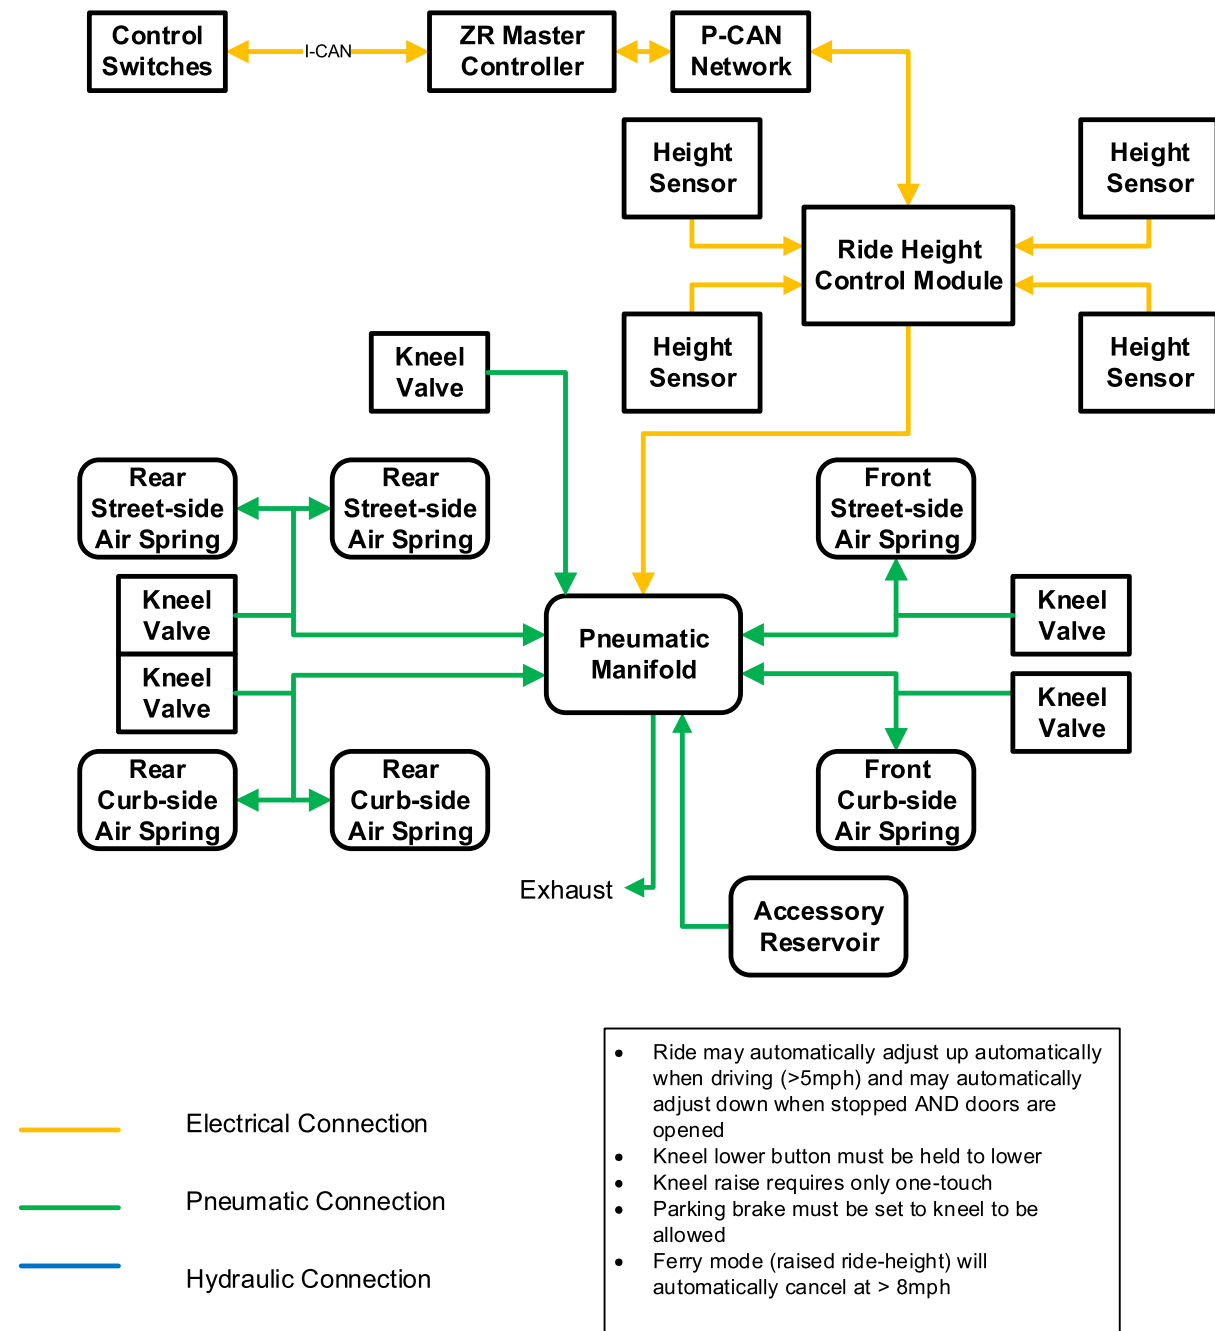 Control
Switches
I-CAN
ZR Master
Controller
P-CAN
Network
Height
Sensor
Height
Sensor
Ride Height
Control Module
Height
Sensor
Height
Sensor
Kneel
Valve
Rear
Street-side
Air Spring
Rear
Street-side
Air Spring
Front
Street-side
Air Spring
Kneel
Valve
Kneel
Valve
Pneumatic
Manifold
Kneel
Valve
Kneel
Valve
Rear
Curb-side
Air Spring
Rear
Curb-side
Air Spring
Front
Curb-side
Air Spring
Exhaust
Accessory
Reservoir
Electrical Connection
Pneumatic Connection
Hydraulic Connection
• Ride may automatically adjust up automatically
when driving (>5mph) and may automatically
adjust down when stopped AND doors are
opened
• Kneel lower button must be held to lower
• Kneel raise requires only one-touch
• Parking brake must be set to kneel to be
allowed
• Ferry mode (raised ride-height) will
automatically cancel at > 8mph